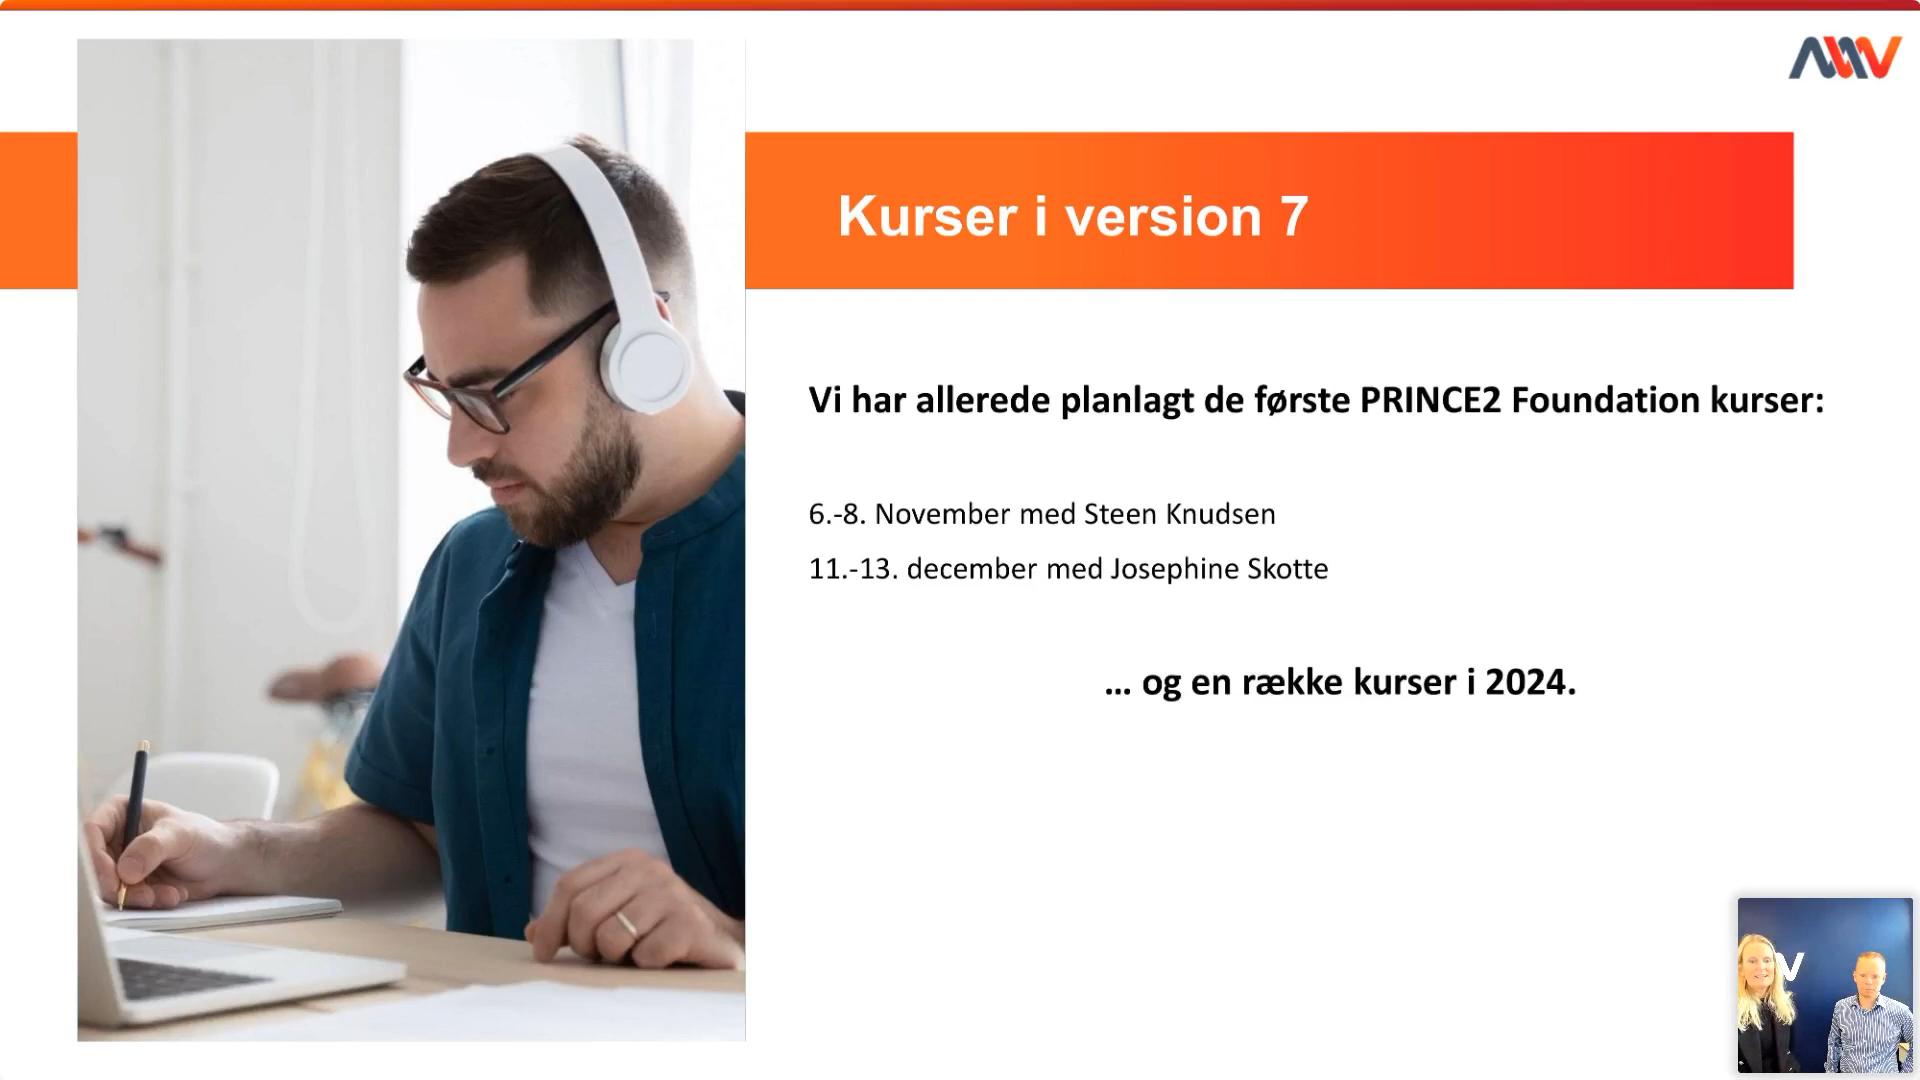 Kurser i version 7
Vi har allerede planlagt de første PRINCE2 Foundation kurser:
6.-8. November med Steen Knudsen
11.-13. december med Josephine Skotte
... og en række kurser i 2024.